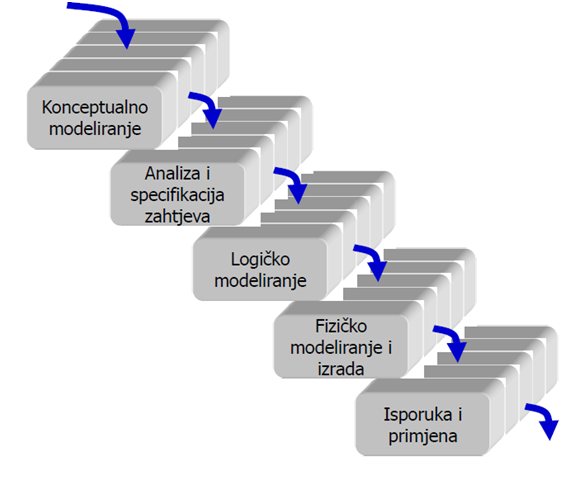 Konceptualno
modeliranje
Analiza i
specifikacija
zahtjeva
Logičko
modeliranje
Fizičko
modeliranje i
izrada
Isporuka i
primjena